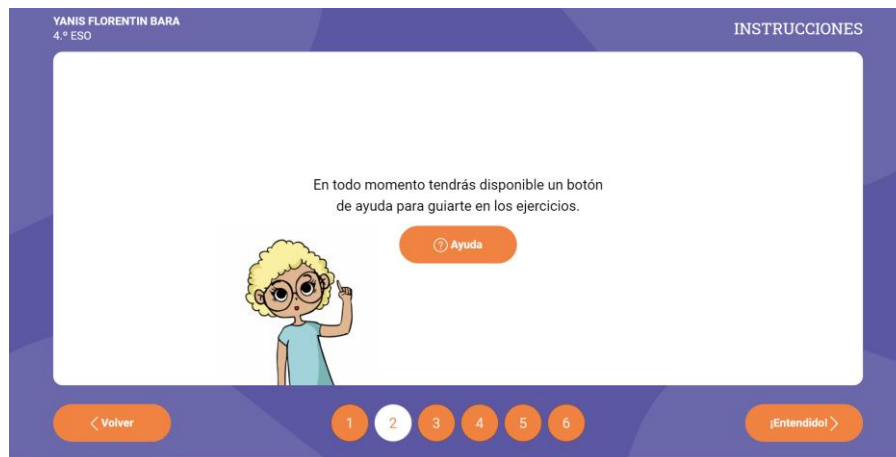 YANIS FLORENTIN BARA
4.º ESO
INSTRUCCIONES
En todo momento tendrás disponible un botón
de ayuda para guiarte en los ejercicios.
? Ayuda
< Volver
1 2 3 4 5 6
¡Entendido! >